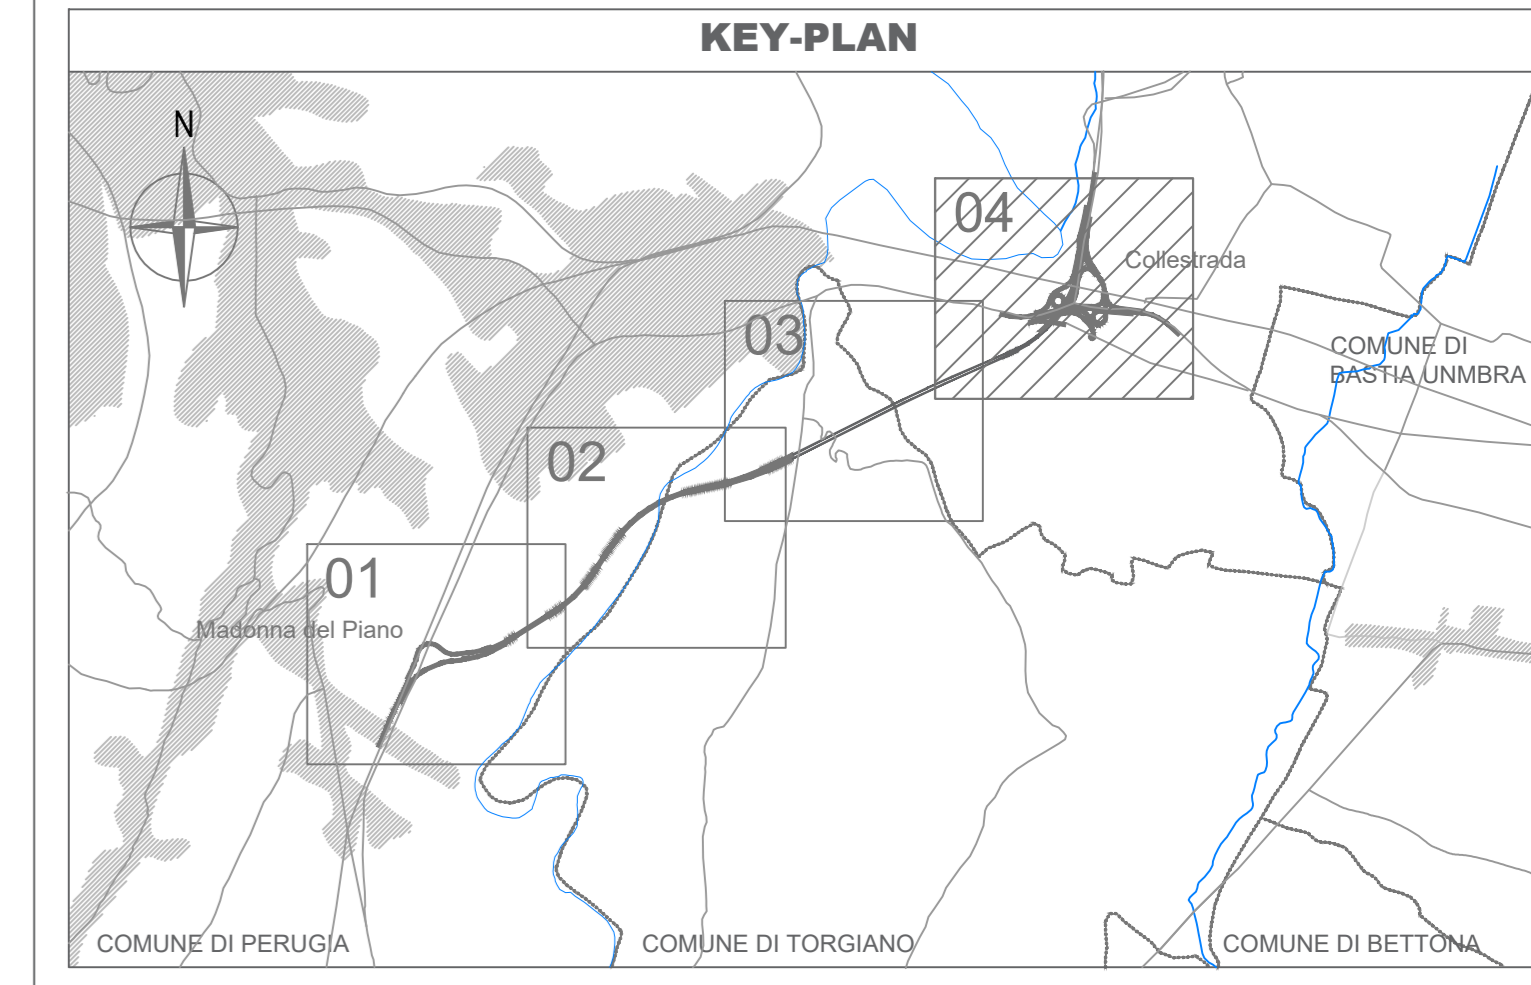 KEY-PLAN
N
04
Collestrada
03
COMUNE DI
BASTIA UNMBRA
02
01
Madonna del Piano
COMUNE DI PERUGIA
COMUNE DI TORGIANO
COMUNE DI BETTONA